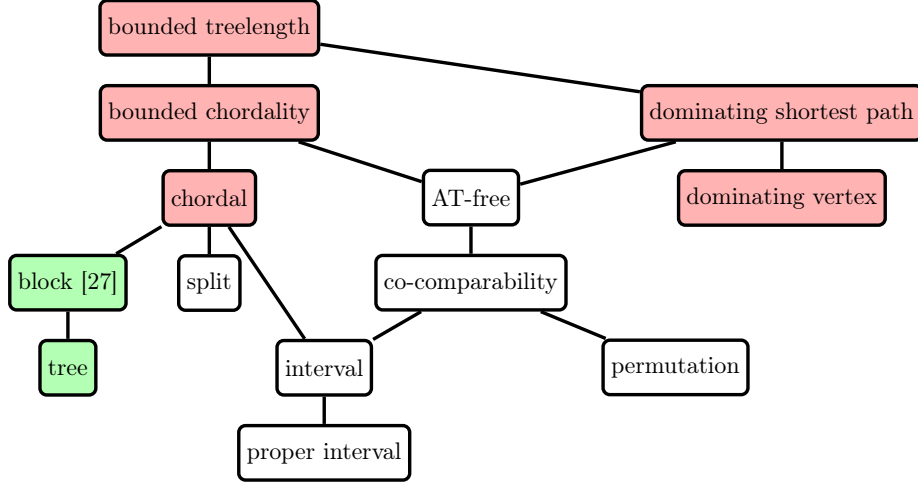 bounded treelength
bounded chordality
dominating shortest path
chordal
AT-free
dominating vertex
block [27]
split
co-comparability
tree
interval
permutation
proper interval